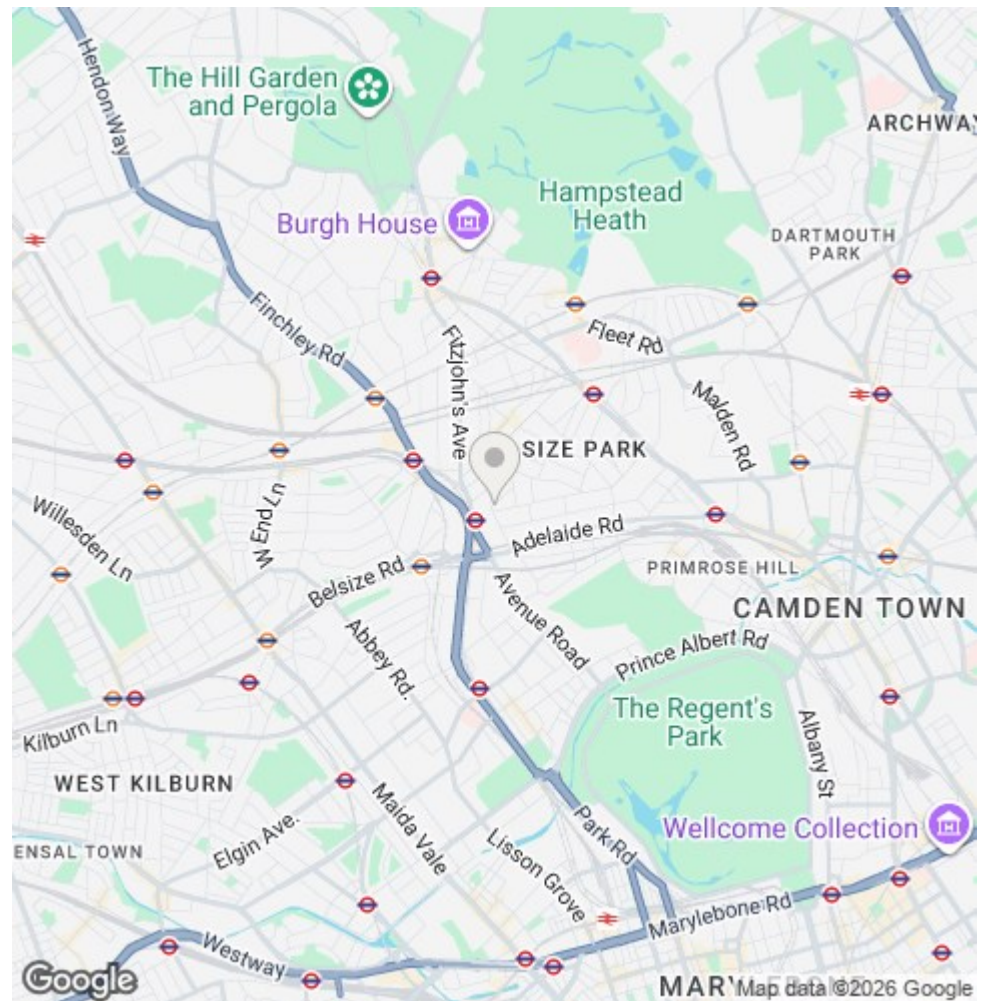 Hendon Way
The Hill Garden
and Pergola
ARCHWAY
Hampstead
Heath
Burgh House
DARTMOUTH
PARK
Finchley Rd
Fitzjohn's Ave
Fleet Rd
Malden Rd
SIZE PARK
Willesden Ln
W End Ln
Adelaide Rd
Belsize Rd
PRIMROSE HILL
Avenue Road
CAMDEN TOWN
Abbey Rd.
Prince Albert Rd
The Regent's
Park
Albany St
Kilburn Ln
WEST KILBURN
Maida Vale
Park Rd
Wellcome Collection
Elgin Ave.
Lisson Grove
ENSAL TOWN
Marylebone Rd
Westway
Google
Map data ©2026 Google